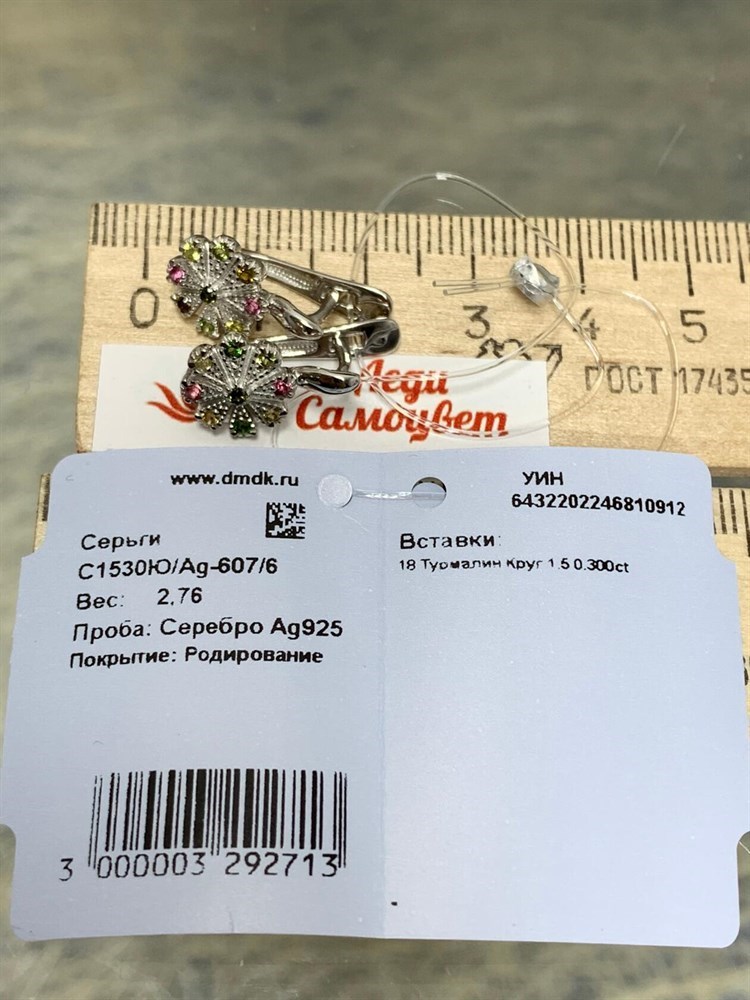 0 3 4 5
ГОСТ 17435
Леди
Самоцвет
www.dmdk.ru
Серьги
С1530Ю/Ag-607/6
Вес: 2,76
Проба: Серебро Ag925
Покрытие: Родирование
3 000003 292713
УИН
6432202246810912
Вставки:
18 Турмалин Круг 1.5 0.300ct